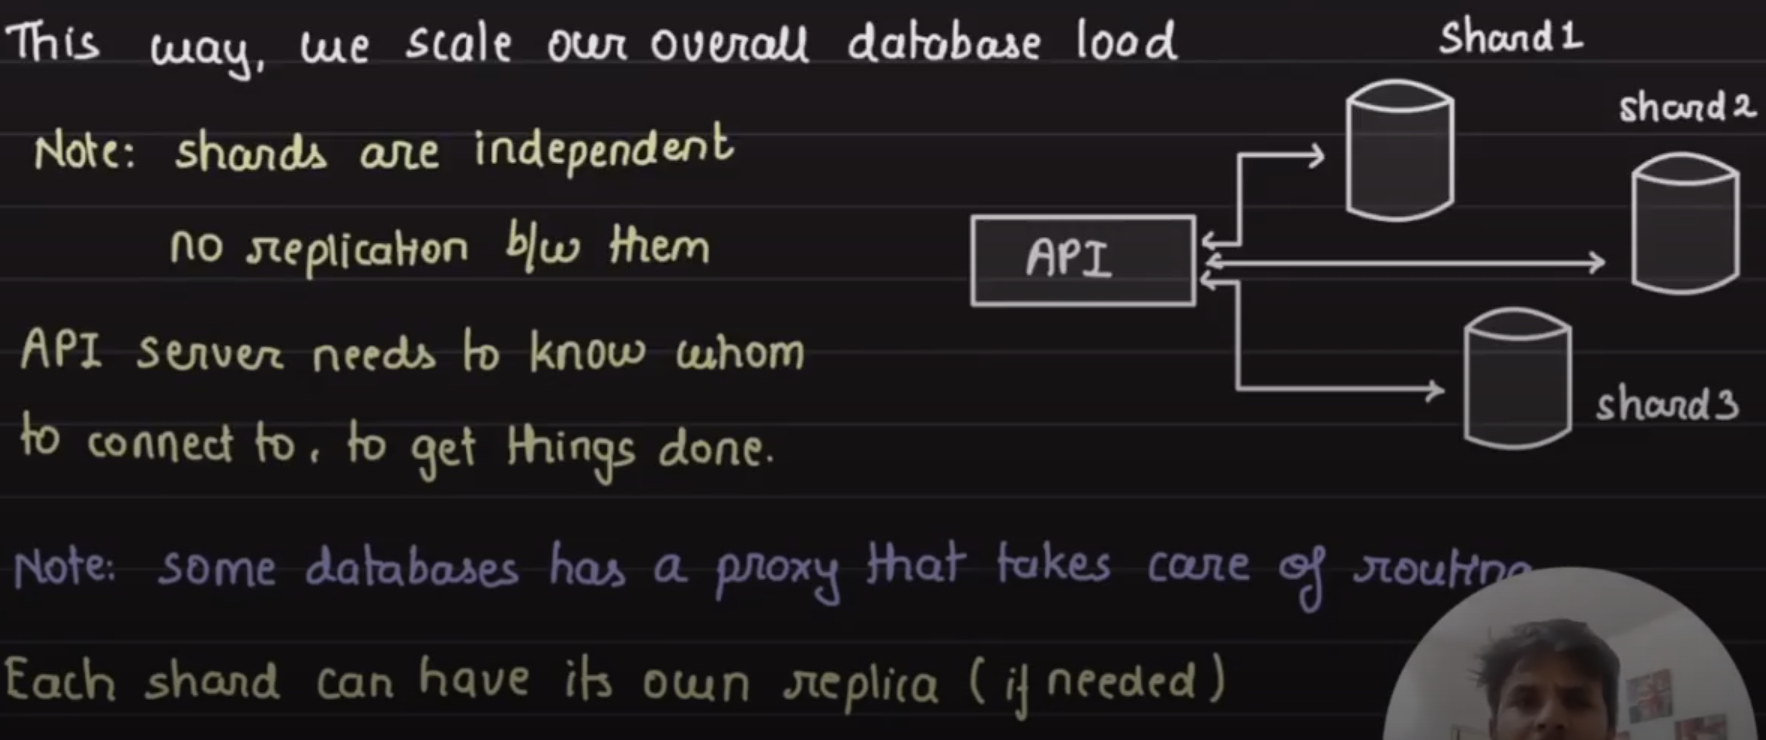 This way, we scale our overall database load
Note: shards are independent
no replication b/w them
API server needs to know whom
to connect to, to get things done.
Note: some databases has a proxy that takes care of routing
Each shard can have its own replica (if needed)
API
Shard 1
shard 2
shard 3